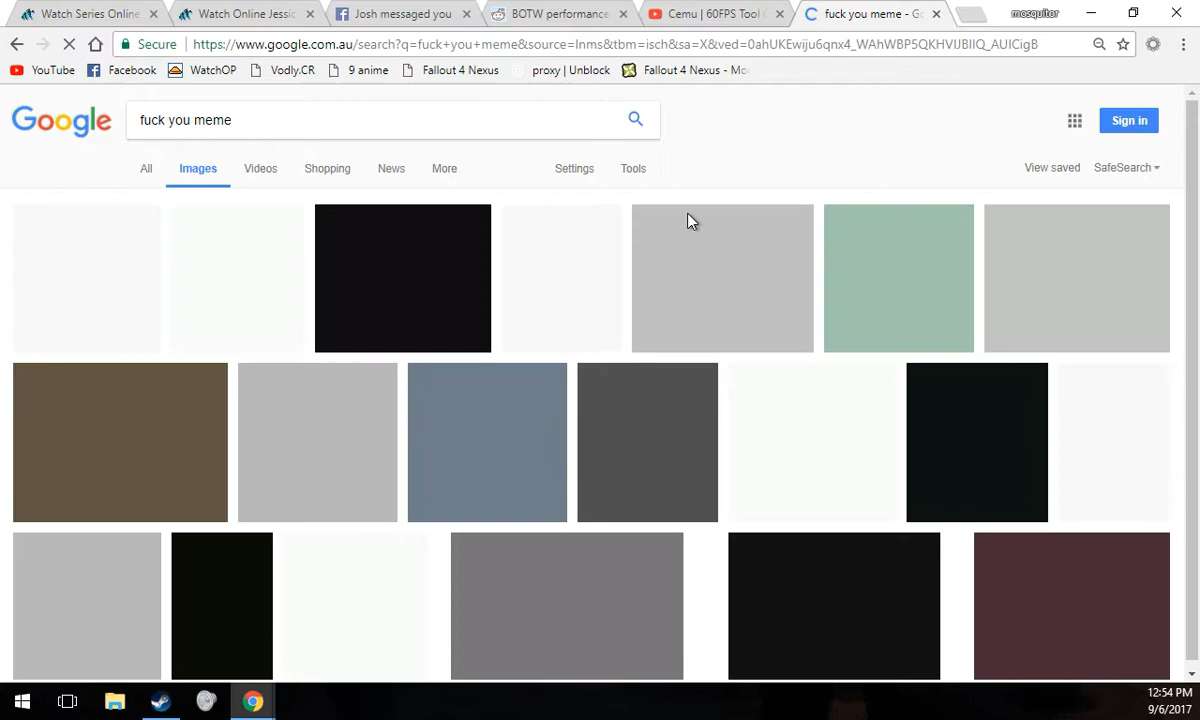 Watch Series Online
Watch Online Jessic
Josh messaged you
BOTW performance
Cemu | 60FPS Tool
fuck you meme - Go
mosquitor
Secure
https://www.google.com.au/search?q=fuck+you+meme&source=lnms&tbm=isch&sa=X&ved=0ahUKEwiju6qnx4_WAhWBP5QKHVIJBIIQ_AUICigB
YouTube
Facebook
WatchOP
Vodly.CR
9 anime
Fallout 4 Nexus
proxy | Unblock
Fallout 4 Nexus - Mo
Google
fuck you meme
Sign in
All
Images
Videos
Shopping
News
More
Settings
Tools
View saved
SafeSearch
12:54 PM
9/6/2017